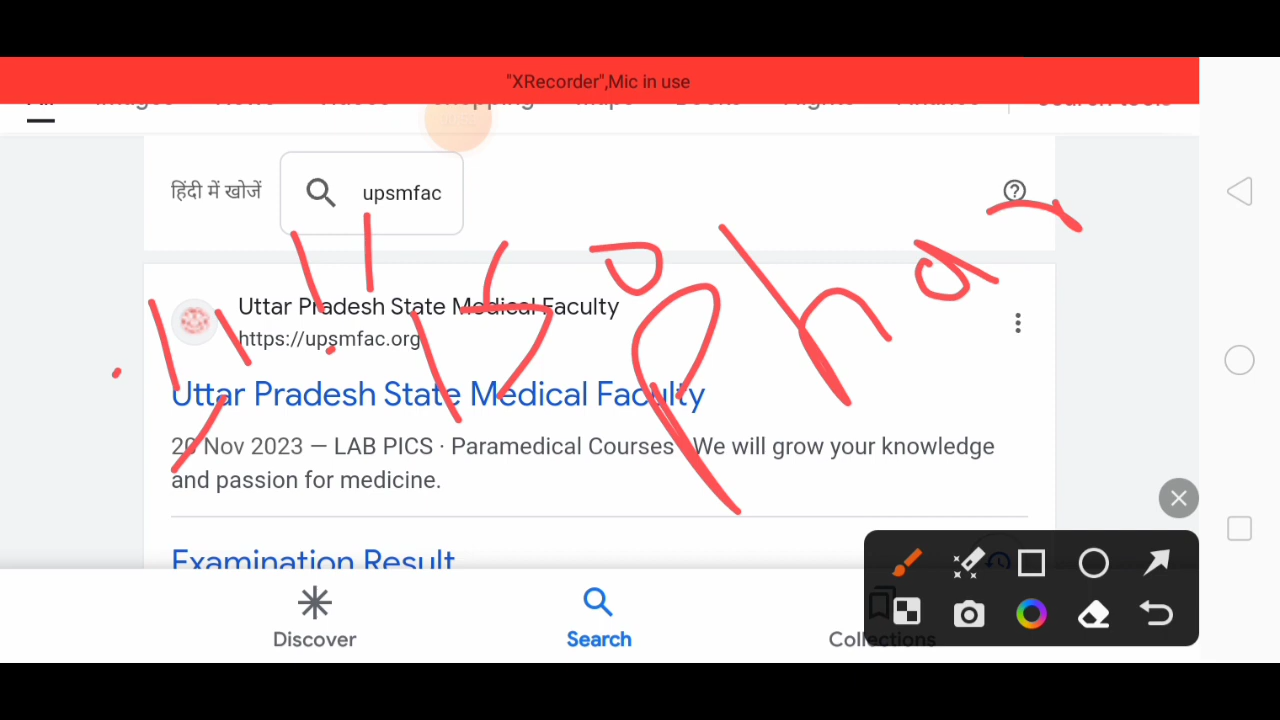 "XRecorder",Mic in use
हिंदी में खोजें
upsmfac
Uttar Pradesh State Medical Faculty
https://upsmfac.org
Uttar Pradesh State Medical Faculty
20 Nov 2023 — LAB PICS · Paramedical Courses · We will grow your knowledge
and passion for medicine.
Examination Result
Discover
Search
Collections